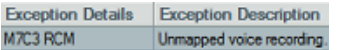 Exception Details Exception Description
M7C3 RCM Unmapped voice recording.